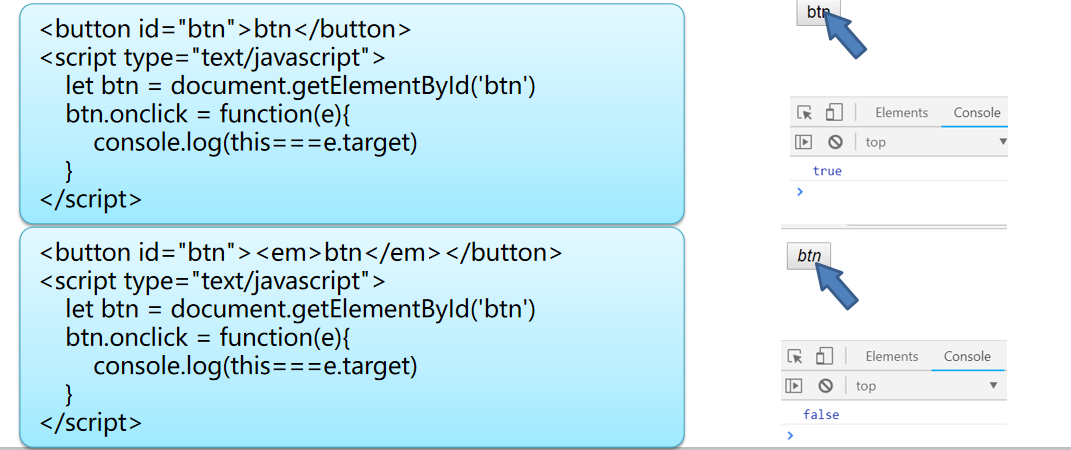 <button id="btn">btn</button>
<script type="text/javascript">
let btn = document.getElementById('btn')
btn.onclick = function(e){
console.log(this===e.target)
}
</script>
btn
Elements Console
top
true
<button id="btn"><em>btn</em></button>
<script type="text/javascript">
let btn = document.getElementById('btn')
btn.onclick = function(e){
console.log(this===e.target)
}
</script>
btn
Elements Console
top
false